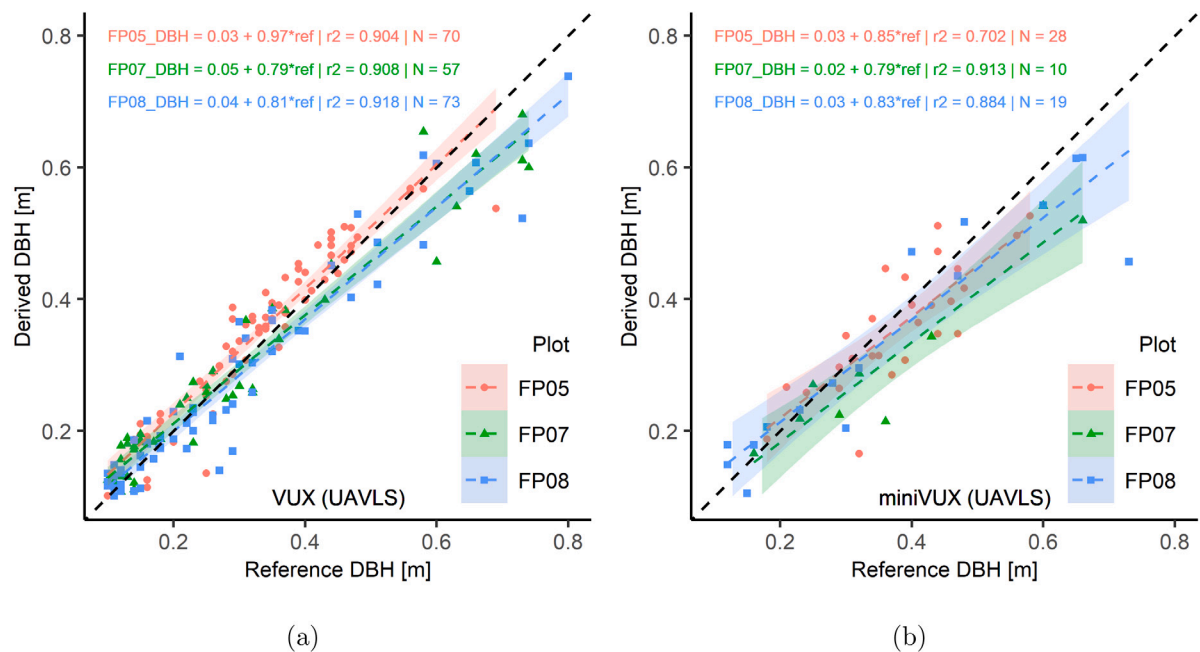 FP05_DBH = 0.03 + 0.97*ref | r2 = 0.904 | N = 70
FP07_DBH = 0.05 + 0.79*ref | r2 = 0.908 | N = 57
FP08_DBH = 0.04 + 0.81*ref | r2 = 0.918 | N = 73
0.8
0.6
0.4
0.2
Derived DBH [m]
Plot
FP05
FP07
FP08
VUX (UAVLS)
0.2 0.4 0.6 0.8
Reference DBH [m]
(a)
FP05_DBH = 0.03 + 0.85*ref | r2 = 0.702 | N = 28
FP07_DBH = 0.02 + 0.79*ref | r2 = 0.913 | N = 10
FP08_DBH = 0.03 + 0.83*ref | r2 = 0.884 | N = 19
0.8
0.6
0.4
0.2
Derived DBH [m]
Plot
FP05
FP07
FP08
miniVUX (UAVLS)
0.2 0.4 0.6 0.8
Reference DBH [m]
(b)